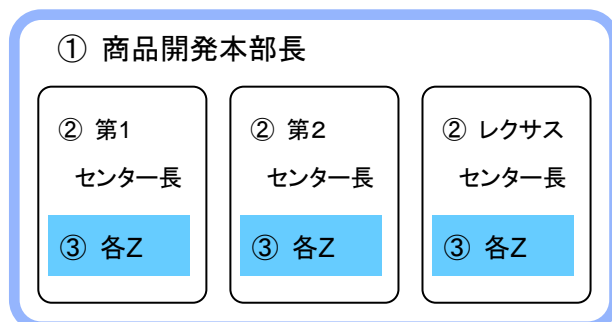 ① 商品開発本部長
② 第1
センター長
③ 各Z
② 第2
センター長
③ 各Z
② レクサス
センター長
③ 各Z